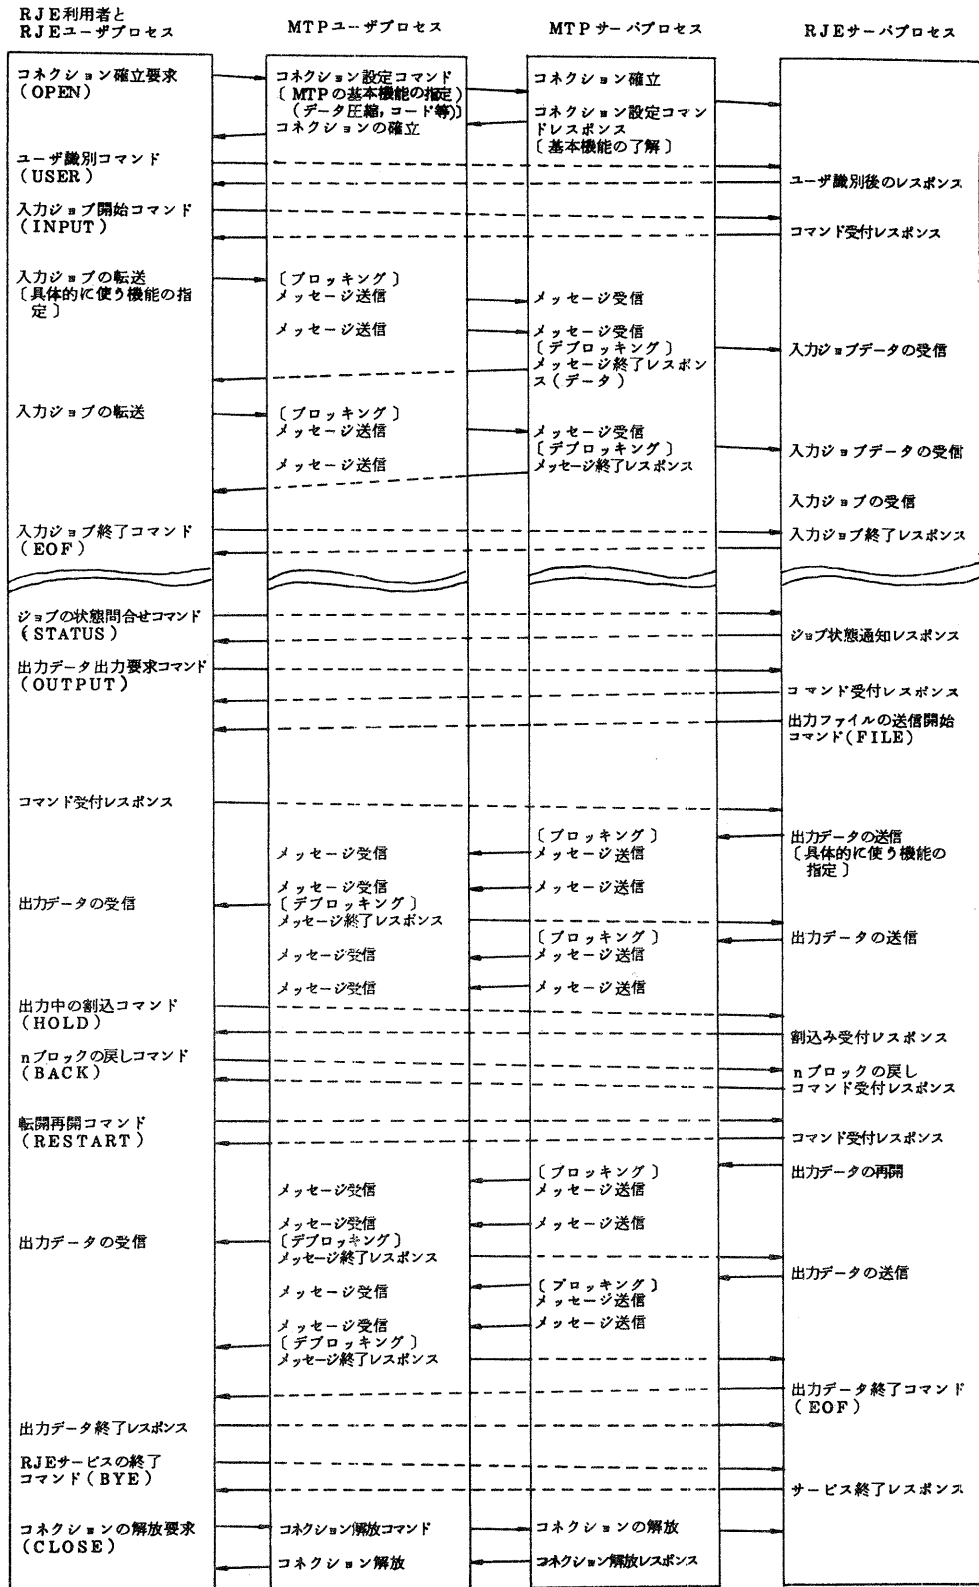 RJE利用者と
RJEユーザプロセス
MTPユーザプロセス
MTPサーバプロセス
RJEサーバプロセス
コネクション確立要求
(OPEN)
コネクション設定コマンド
〔MTPの基本機能の指定)
(データ圧縮,コード等)〕
コネクションの確立
コネクション確立
コネクション設定コマン
ドレスポンス
〔基本機能の了解〕
ユーザ識別コマンド
(USER)
ユーザ識別後のレスポンス
入力ジョブ開始コマンド
(INPUT)
コマンド受付レスポンス
入力ジョブの転送
〔具体的に使う機能の指
定〕
〔ブロッキング〕
メッセージ送信
メッセージ受信
メッセージ送信
メッセージ受信
〔デブロッキング〕
メッセージ終了レスポン
ス(データ)
入力ジョブデータの受信
入力ジョブの転送
〔ブロッキング〕
メッセージ送信
メッセージ受信
〔デブロッキング〕
入力ジョブデータの受信
メッセージ送信
メッセージ終了レスポンス
入力ジョブの受信
入力ジョブ終了コマンド
(EOF)
入力ジョブ終了レスポンス
ジョブの状態問合せコマンド
(STATUS)
ジョブ状態通知レスポンス
出力データ出力要求コマンド
(OUTPUT)
コマンド受付レスポンス
出力ファイルの送信開始
コマンド(FILE)
コマンド受付レスポンス
〔ブロッキング〕
出力データの送信
〔具体的に使う機能の
指定〕
メッセージ受信
メッセージ送信
メッセージ受信
メッセージ送信
出力データの受信
〔デブロッキング〕
メッセージ終了レスポンス
〔ブロッキング〕
出力データの送信
メッセージ受信
メッセージ送信
メッセージ受信
メッセージ送信
出力中の割込コマンド
(HOLD)
割込み受付レスポンス
nブロックの戻しコマンド
(BACK)
nブロックの戻し
コマンド受付レスポンス
転開再開コマンド
(RESTART)
コマンド受付レスポンス
〔ブロッキング〕
出力データの再開
メッセージ受信
メッセージ送信
メッセージ受信
メッセージ送信
出力データの受信
〔デブロッキング〕
メッセージ終了レスポンス
出力データの送信
メッセージ受信
〔ブロッキング〕
メッセージ送信
メッセージ受信
メッセージ送信
〔デブロッキング〕
メッセージ終了レスポンス
出力データ終了コマンド
(EOF)
出力データ終了レスポンス
RJEサービスの終了
コマンド(BYE)
サービス終了レスポンス
コネクションの解放要求
(CLOSE)
コネクション解放コマンド
コネクションの解放
コネクション解放
コネクション解放レスポンス